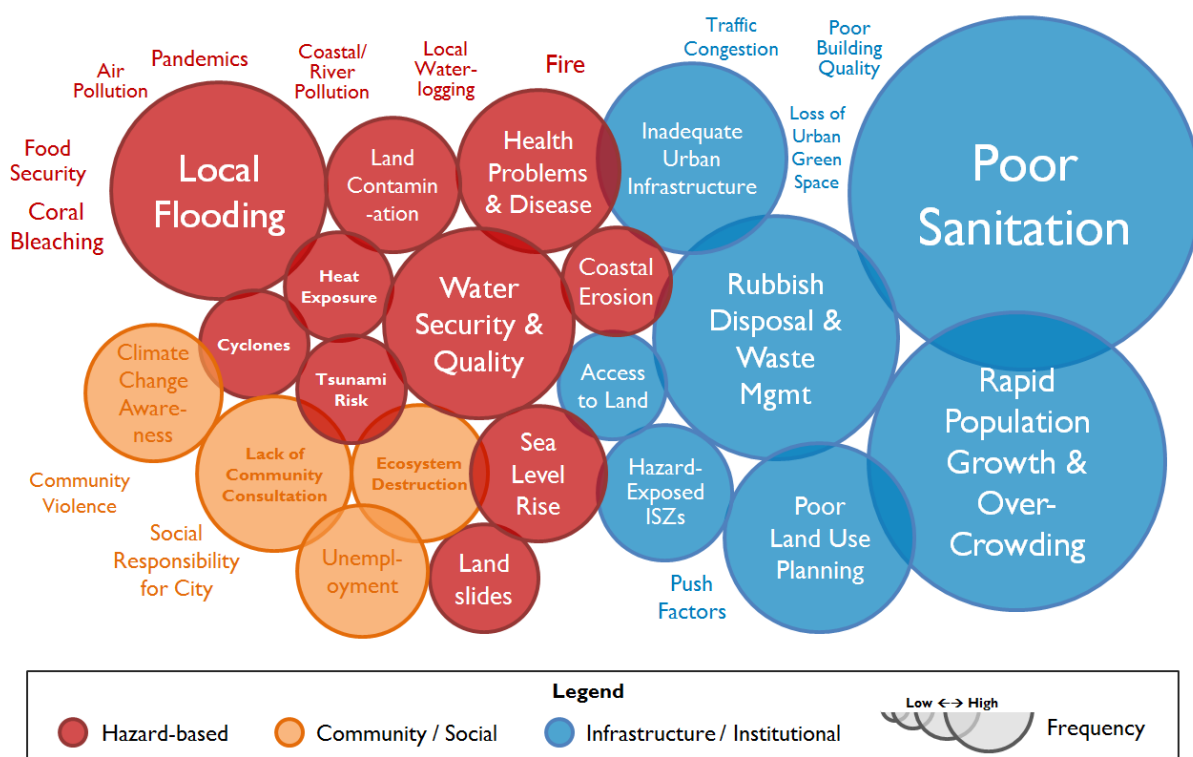 Air
Pollution
Pandemics
Coastal/
River
Pollution
Local
Water-
logging
Fire
Traffic
Congestion
Poor
Building
Quality
Loss of
Urban
Green
Space
Food
Security
Coral
Bleaching
Local
Flooding
Land
Contamin
-ation
Health
Problems
& Disease
Inadequate
Urban
Infrastructure
Poor
Sanitation
Heat
Exposure
Water
Security &
Quality
Coastal
Erosion
Rubbish
Disposal &
Waste
Mgmt
Cyclones
Tsunami
Risk
Access
to Land
Rapid
Population
Growth &
Over-
Crowding
Climate
Change
Aware-
ness
Lack of
Community
Consultation
Ecosystem
Destruction
Sea
Level
Rise
Hazard-
Exposed
ISZs
Poor
Land Use
Planning
Community
Violence
Social
Responsibility
for City
Unempl-
oyment
Land
slides
Push
Factors
Legend
Hazard-based
Community / Social
Infrastructure / Institutional
Low ←→ High
Frequency